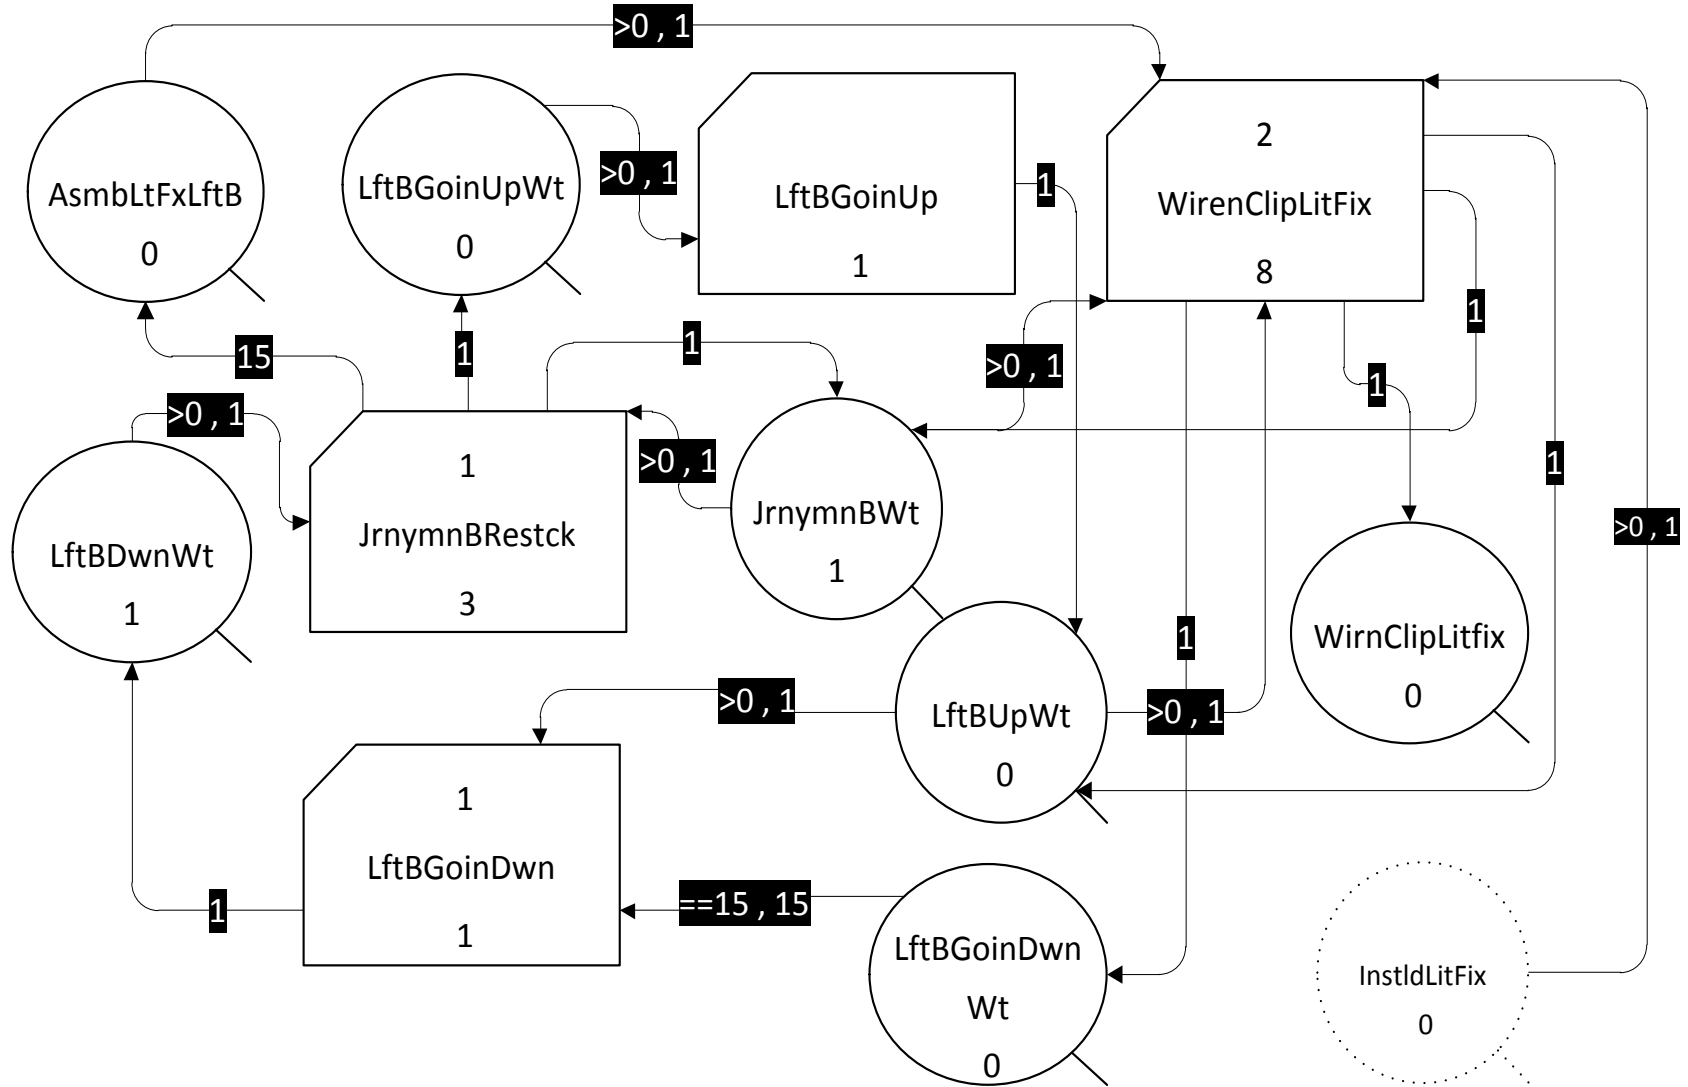 >0 , 1
AsmbLtFxLftB
0
LftBGoinUpWt
0
>0 , 1
LftBGoinUp
1
1
2
WirenClipLitFix
8
15
1
1
>0 , 1
1
1
>0 , 1
LftBDwnWt
1
1
JrnymnBRestck
3
>0 , 1
JrnymnBWt
1
1
>0 , 1
WirnClipLitfix
0
1
>0 , 1
LftBUpWt
0
>0 , 1
1
LftBGoinDwn
1
1
==15 , 15
LftBGoinDwn
Wt
0
InstldLitFix
0